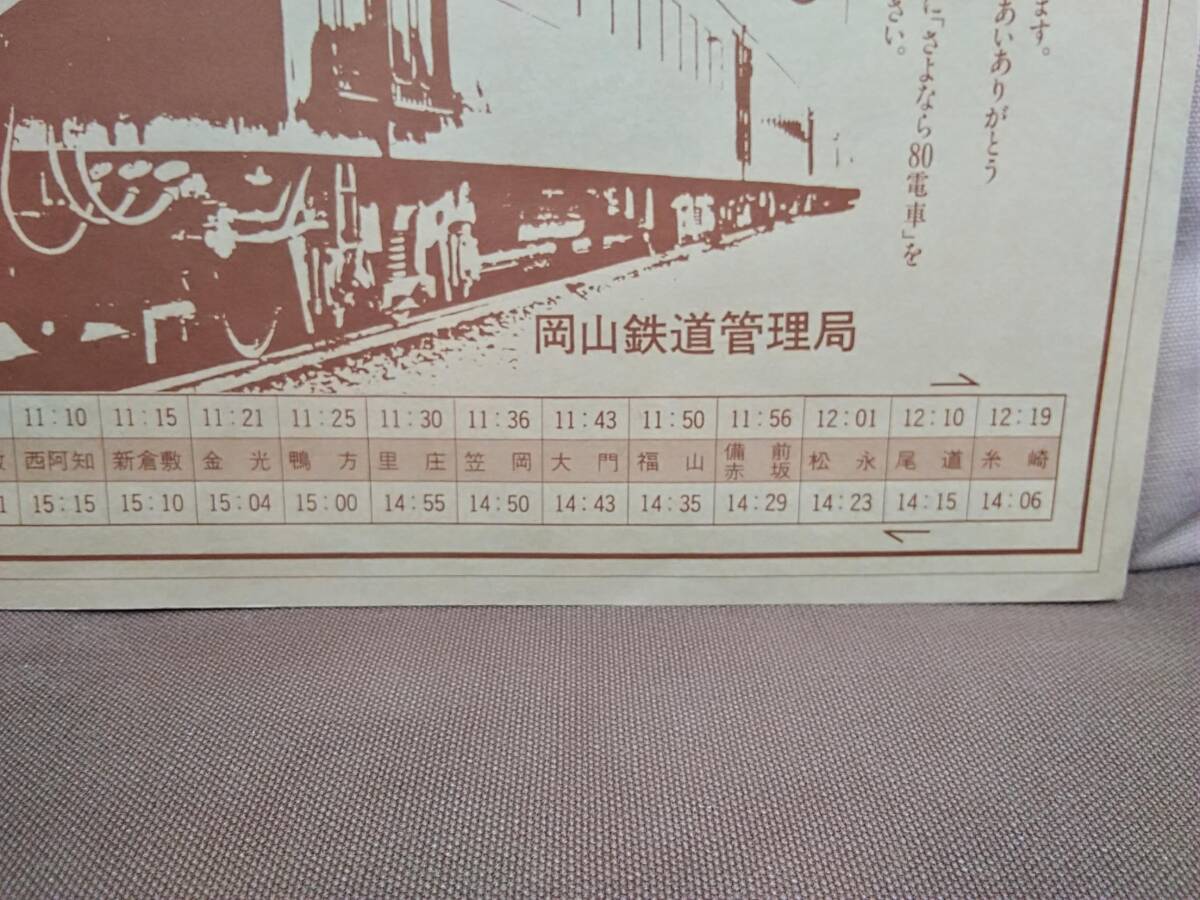 ます。
あいありがとう
に「さよなら80電車」を
さい。
岡山鉄道管理局
11:10 11:15 11:21 11:25 11:30 11:36 11:43 11:50 11:56 12:01 12:10 12:19
西阿知 新倉敷 金光 鴨方 里庄 笠岡 大門 福山 備前赤坂 松永 尾道 糸崎
1 15:15 15:10 15:04 15:00 14:55 14:50 14:43 14:35 14:29 14:23 14:15 14:06